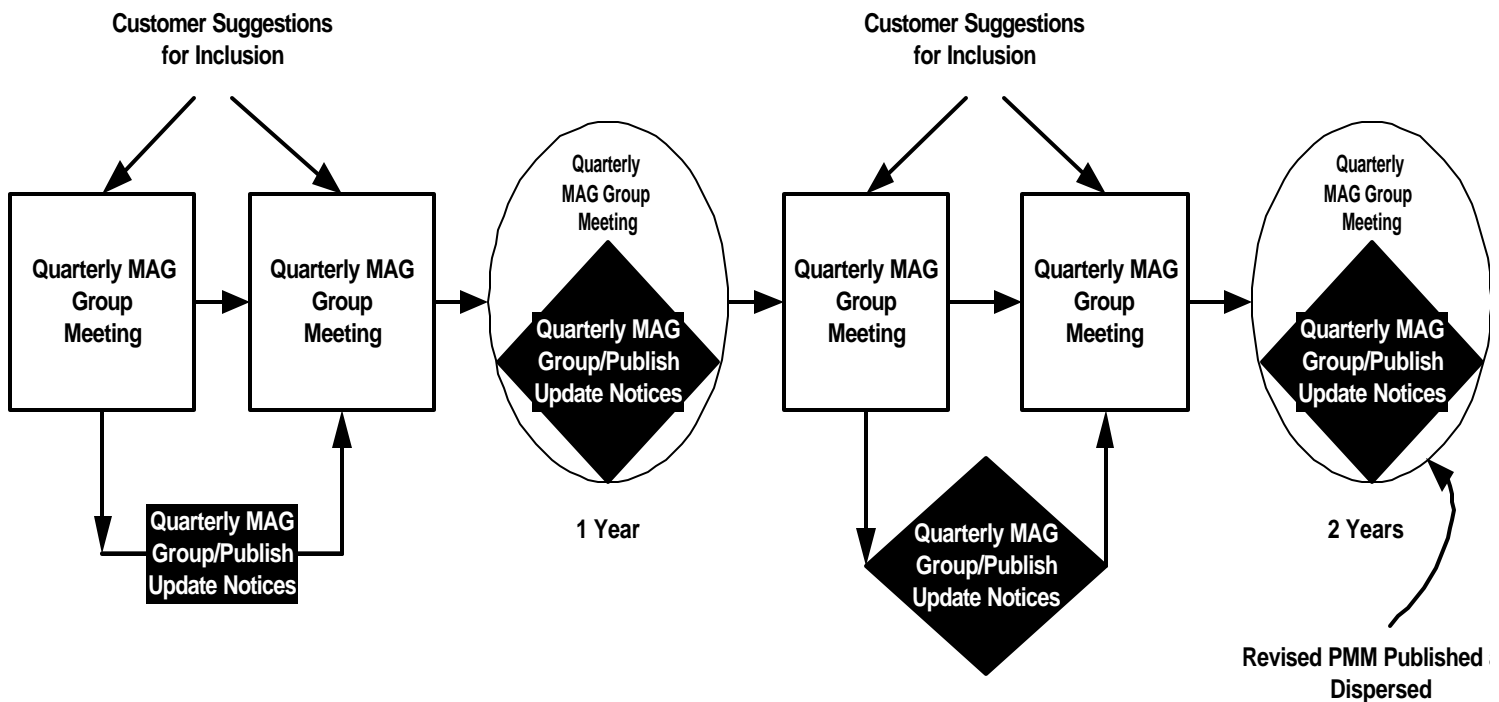 Customer Suggestions
for Inclusion
Customer Suggestions
for Inclusion
Quarterly MAG
Group
Meeting
Quarterly MAG
Group
Meeting
Quarterly
MAG Group
Meeting
Quarterly MAG
Group/Publish
Update Notices
Quarterly MAG
Group
Meeting
Quarterly MAG
Group
Meeting
Quarterly
MAG Group
Meeting
Quarterly MAG
Group/Publish
Update Notices
Quarterly MAG
Group/Publish
Update Notices
1 Year
Quarterly MAG
Group/Publish
Update Notices
2 Years
Revised PMM Published
Dispersed